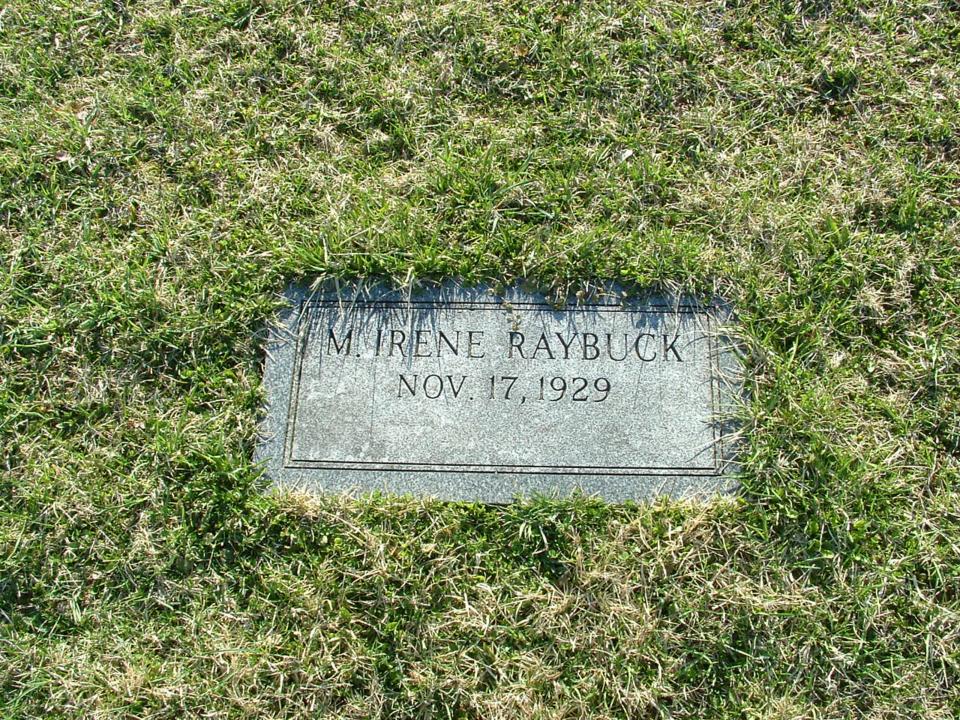 M. IRENE RAYBUCK
NOV. 17, 1929